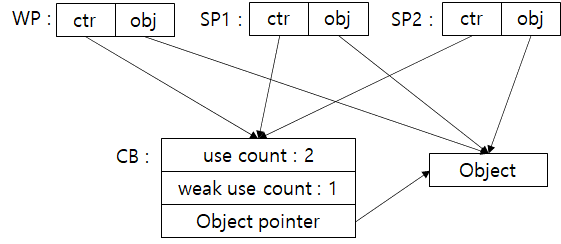 WP : ctr obj SP1 : ctr obj SP2 : ctr obj
CB : use count : 2
weak use count : 1
Object pointer
Object